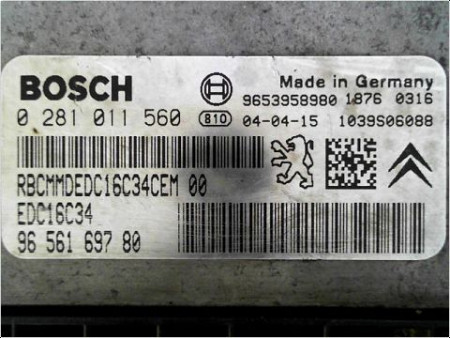 BOSCH
Made in Germany
9653958980 1876 0316
0 281 011 560 810 04-04-15 1039S06088
RBCMMDEDC16C34CEM 00
EDC16C34
96 561 697 80